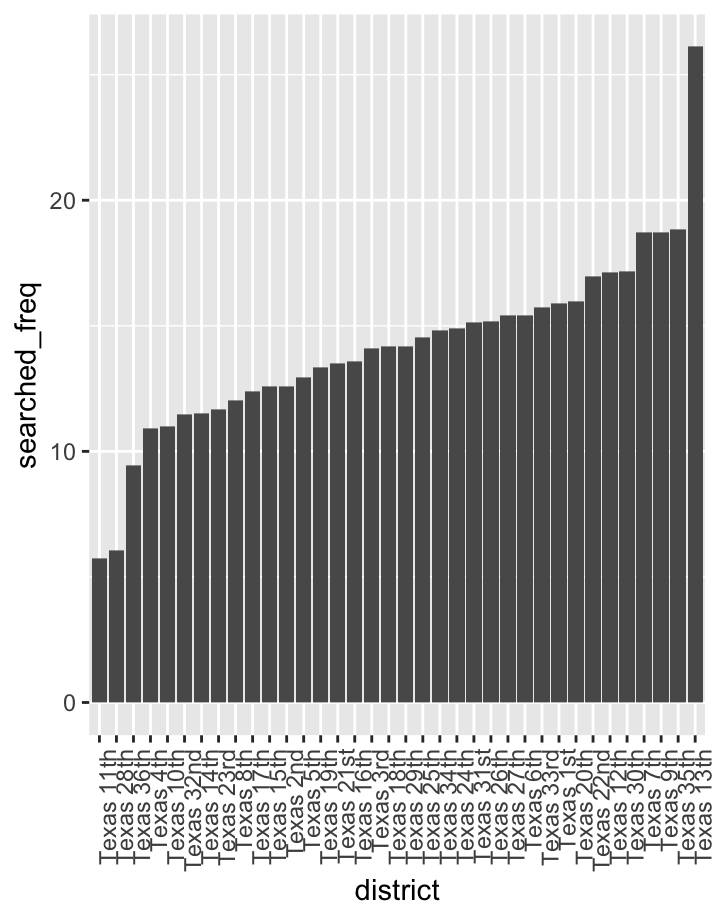 searched_freq
20
10
0
Texas 11th
Texas 28th
Texas 36th
Texas 4th
Texas 10th
Texas 32nd
Texas 14th
Texas 23rd
Texas 8th
Texas 17th
Texas 15th
Texas 2nd
Texas 5th
Texas 19th
Texas 21st
Texas 16th
Texas 3rd
Texas 18th
Texas 29th
Texas 25th
Texas 34th
Texas 24th
Texas 31st
Texas 26th
Texas 27th
Texas 6th
Texas 33rd
Texas 1st
Texas 20th
Texas 22nd
Texas 12th
Texas 30th
Texas 7th
Texas 9th
Texas 35th
Texas 13th
district